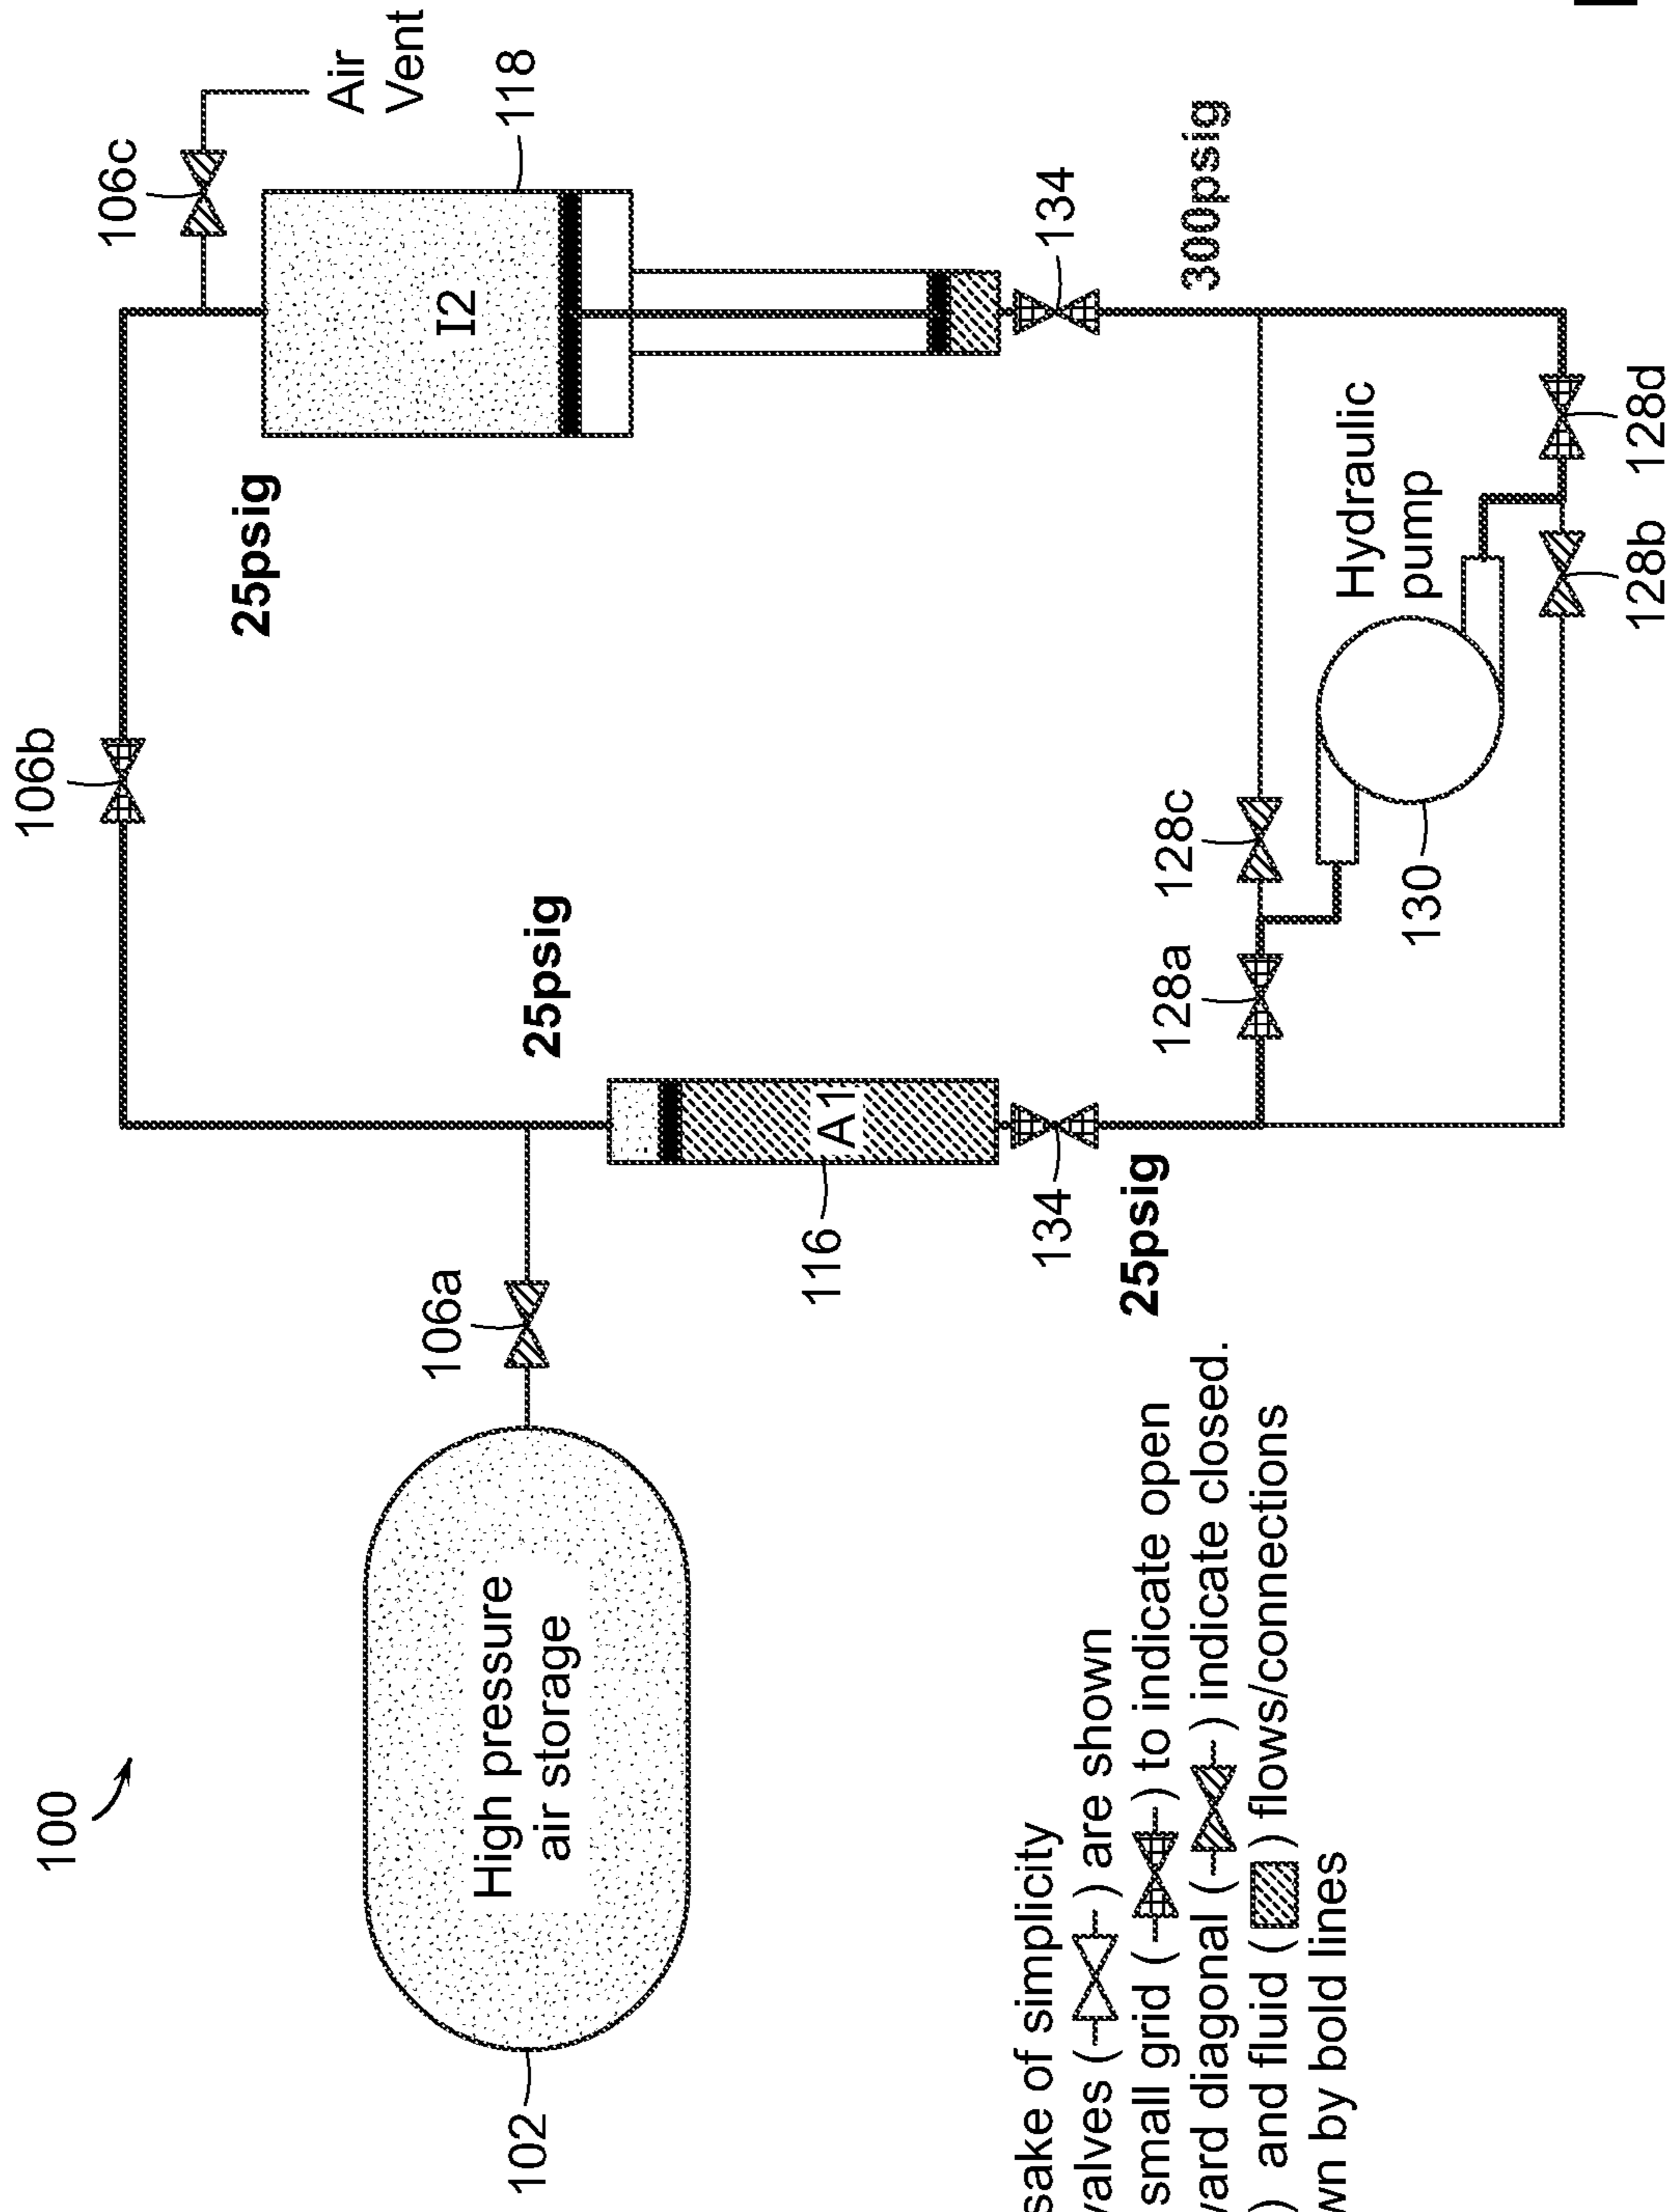 100
106b
106c
Air
Vent
25psig
118
I2
High pressure
air storage
102
106a
25psig
116
A1
134
25psig
134
300psig
128a
128c
Hydraulic
pump
130
128b
128d
sake of simplicity
valves ( ) are shown
small grid ( ) to indicate open
diagonal ( ) indicate closed.
) and fluid ( ) flows/connections
by bold lines